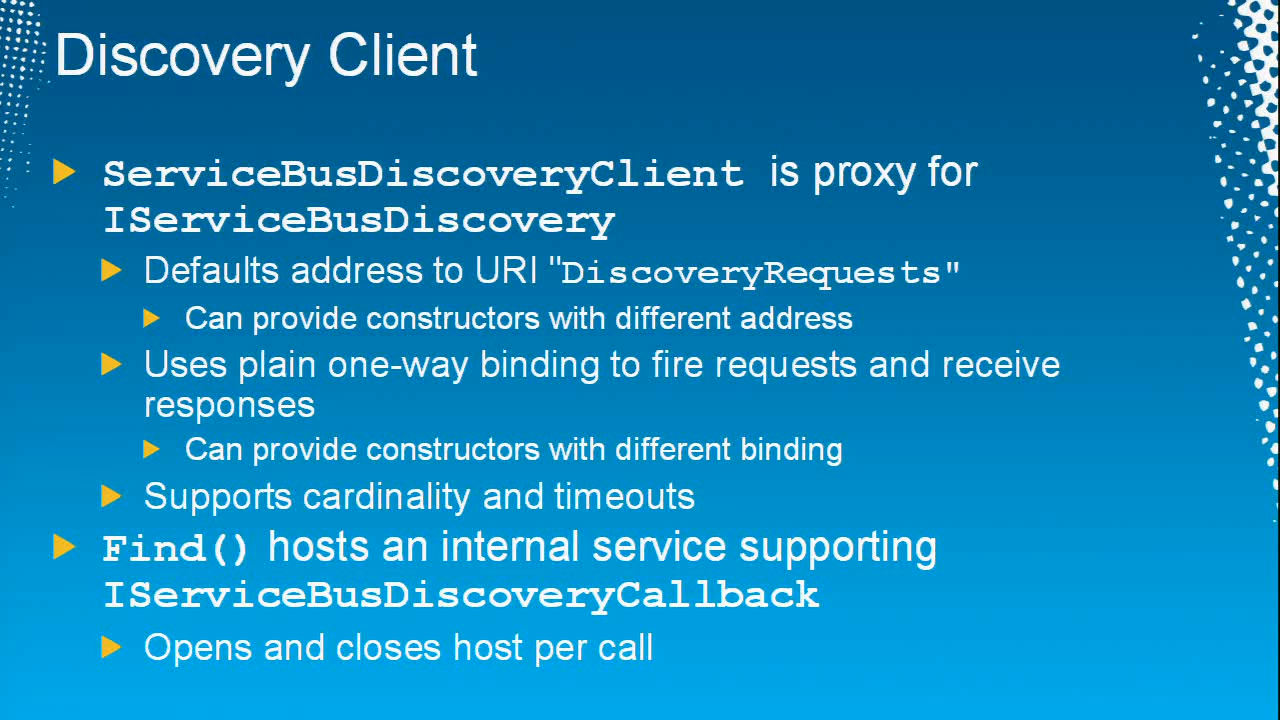 Discovery Client
ServiceBusDiscoveryClient is proxy for
IServiceBusDiscovery
Defaults address to URI "DiscoveryRequests"
Can provide constructors with different address
Uses plain one-way binding to fire requests and receive
responses
Can provide constructors with different binding
Supports cardinality and timeouts
Find() hosts an internal service supporting
IServiceBusDiscoveryCallback
Opens and closes host per call